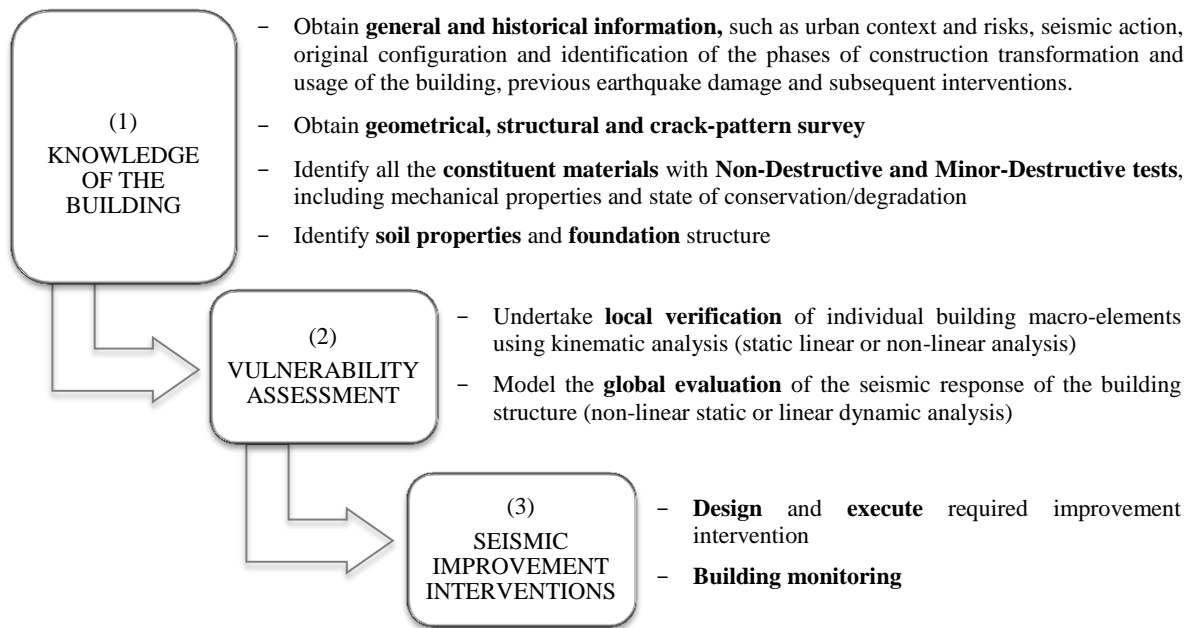 (1)
KNOWLEDGE
OF THE
BUILDING
− Obtain general and historical information, such as urban context and risks, seismic action,
original configuration and identification of the phases of construction transformation and
usage of the building, previous earthquake damage and subsequent interventions.
− Obtain geometrical, structural and crack-pattern survey
− Identify all the constituent materials with Non-Destructive and Minor-Destructive tests,
including mechanical properties and state of conservation/degradation
− Identify soil properties and foundation structure
(2)
VULNERABILITY
ASSESSMENT
− Undertake local verification of individual building macro-elements
using kinematic analysis (static linear or non-linear analysis)
− Model the global evaluation of the seismic response of the building
structure (non-linear static or linear dynamic analysis)
(3)
SEISMIC
IMPROVEMENT
INTERVENTIONS
− Design and execute required improvement
intervention
− Building monitoring